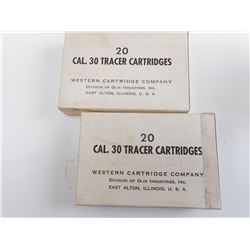 20
CAL. 30 TRACER CARTRIDGES
WESTERN CARTRIDGE COMPANY
DIVISION OF OLIN INDUSTRIES, INC.
EAST ALTON, ILLINOIS, U. S. A.
20
CAL. 30 TRACER CARTRIDGES
WESTERN CARTRIDGE COMPANY
DIVISION OF OLIN INDUSTRIES, INC.
EAST ALTON, ILLINOIS, U. S. A.